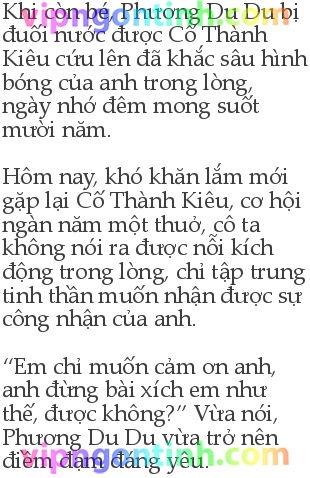 Khi còn bé, Phương Du Du bị
đuối nước được Cố Thành
Kiêu cứu lên đã khắc sâu hình
bóng của anh trong lòng,
ngày nhớ đêm mong suốt
mười năm.
Hôm nay, khó khăn lắm mới
gặp lại Cố Thành Kiêu, cơ hội
ngàn năm một thuở, cô ta
không nói ra được nỗi kích
động trong lòng, chỉ tập trung
tinh thần muốn nhận được sự
công nhận của anh.
“Em chỉ muốn cảm ơn anh,
anh đừng bài xích em như
thế, được không?” Vừa nói,
Phương Du Du vừa trở nên
điềm đạm đáng yêu.
vipngontinh.com
vipngontinh.com